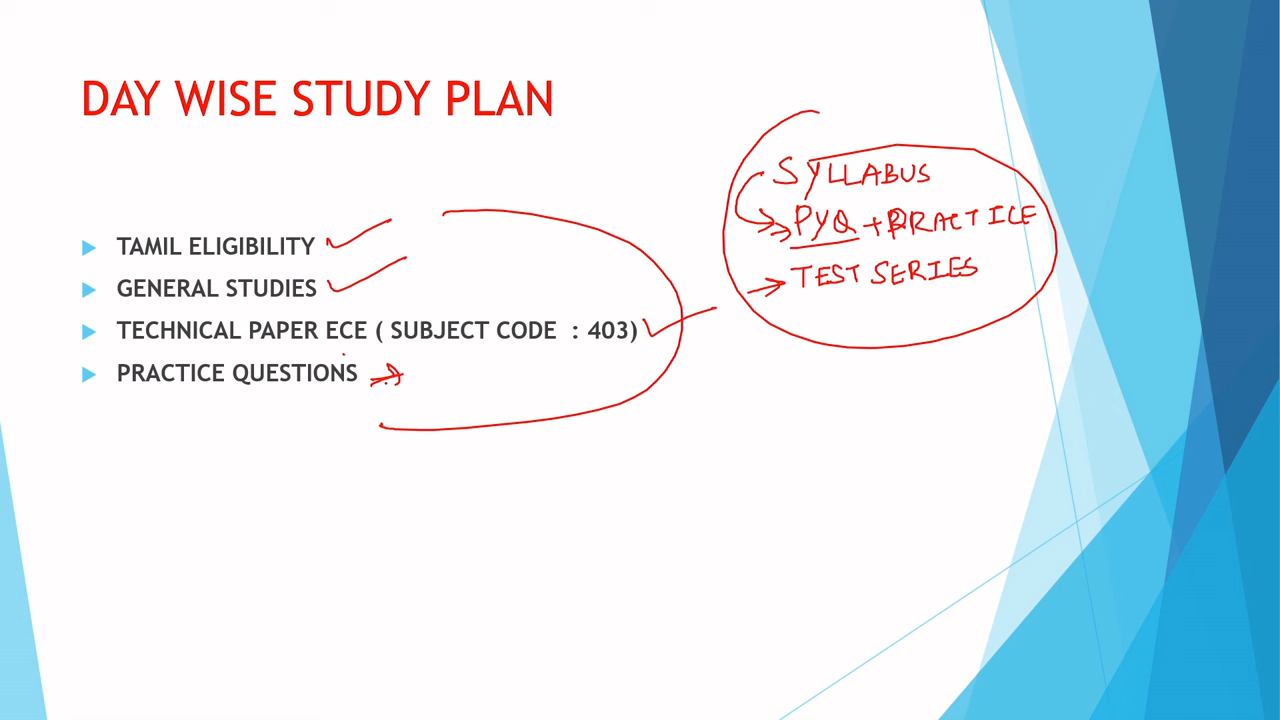 DAY WISE STUDY PLAN
TAMIL ELIGIBILITY
GENERAL STUDIES
TECHNICAL PAPER ECE ( SUBJECT CODE : 403)
PRACTICE QUESTIONS
SYLLABUS
PYQ + PRACTICE
TEST SERIES